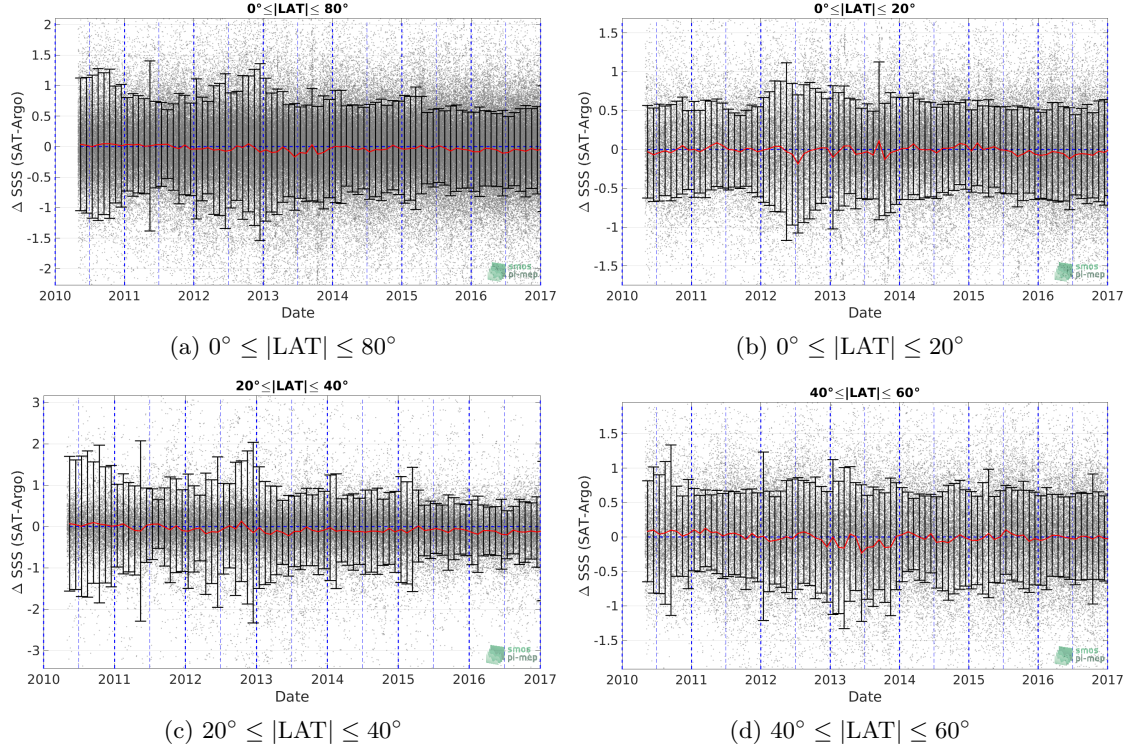 0°≤|LAT|≤ 80°
Δ SSS (SAT-Argo)
2
1.5
1
0.5
0
-0.5
-1
-1.5
-2
2010 2011 2012 2013 2014 2015 2016 2017
Date
smos
pi-mep
(a) 0° ≤ |LAT| ≤ 80°
0°≤|LAT|≤ 20°
Δ SSS (SAT-Argo)
1.5
1
0.5
0
-0.5
-1
-1.5
2010 2011 2012 2013 2014 2015 2016 2017
Date
smos
pi-mep
(b) 0° ≤ |LAT| ≤ 20°
20°≤|LAT|≤ 40°
Δ SSS (SAT-Argo)
3
2
1
0
-1
-2
-3
2010 2011 2012 2013 2014 2015 2016 2017
Date
smos
pi-mep
(c) 20° ≤ |LAT| ≤ 40°
40°≤|LAT|≤ 60°
Δ SSS (SAT-Argo)
1.5
1
0.5
0
-0.5
-1
-1.5
2010 2011 2012 2013 2014 2015 2016 2017
Date
smos
pi-mep
(d) 40° ≤ |LAT| ≤ 60°